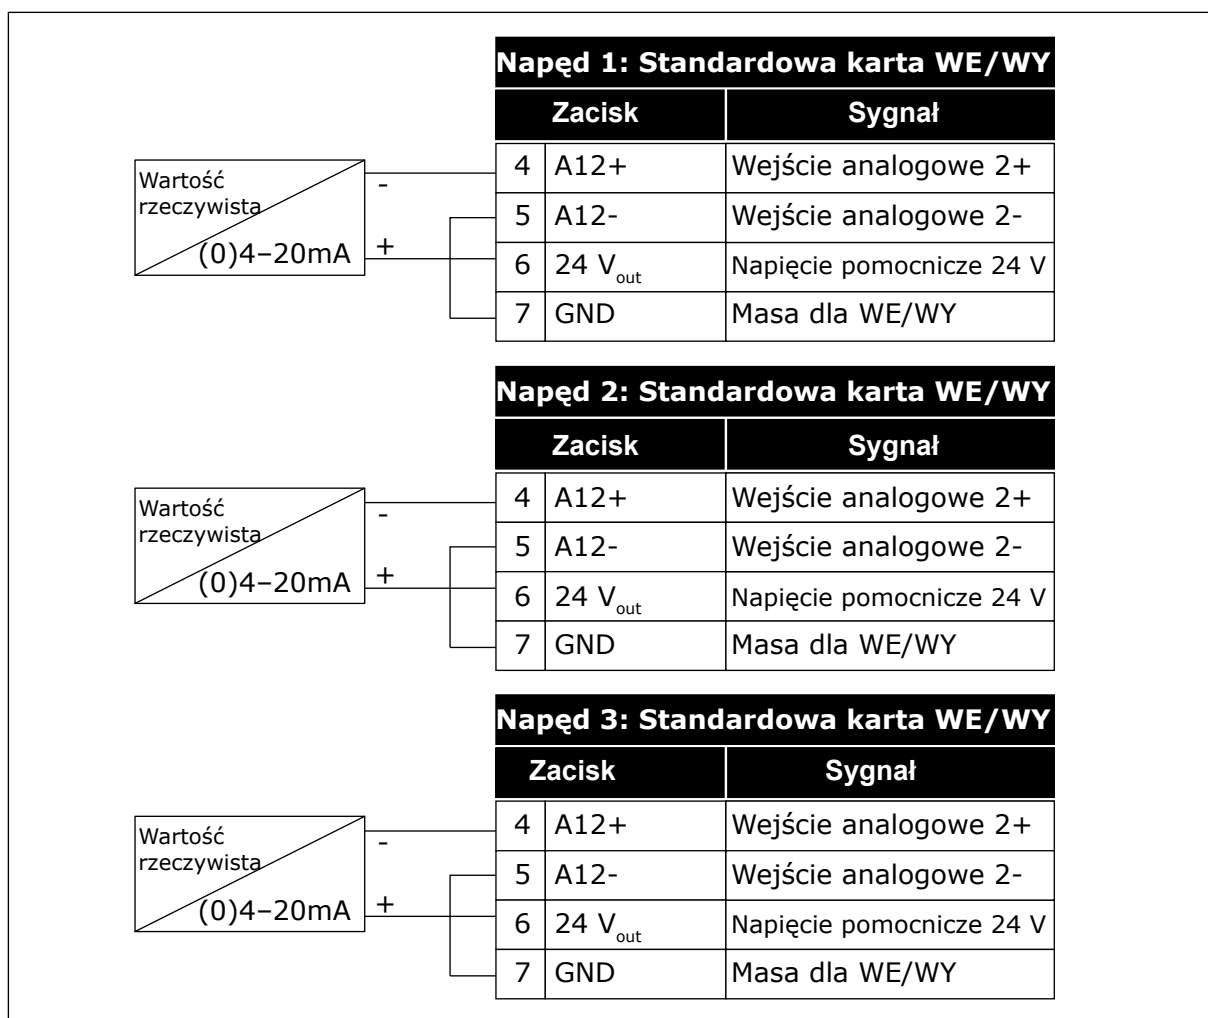 Napęd 1: Standardowa karta WE/WY
Zacisk Sygnał
Wartość
rzeczywista
(0)4–20mA
-
+
4 A12+ Wejście analogowe 2+
5 A12- Wejście analogowe 2-
6 24 Vout Napięcie pomocnicze 24 V
7 GND Masa dla WE/WY
Napęd 2: Standardowa karta WE/WY
Zacisk Sygnał
Wartość
rzeczywista
(0)4–20mA
-
+
4 A12+ Wejście analogowe 2+
5 A12- Wejście analogowe 2-
6 24 Vout Napięcie pomocnicze 24 V
7 GND Masa dla WE/WY
Napęd 3: Standardowa karta WE/WY
Zacisk Sygnał
Wartość
rzeczywista
(0)4–20mA
-
+
4 A12+ Wejście analogowe 2+
5 A12- Wejście analogowe 2-
6 24 Vout Napięcie pomocnicze 24 V
7 GND Masa dla WE/WY